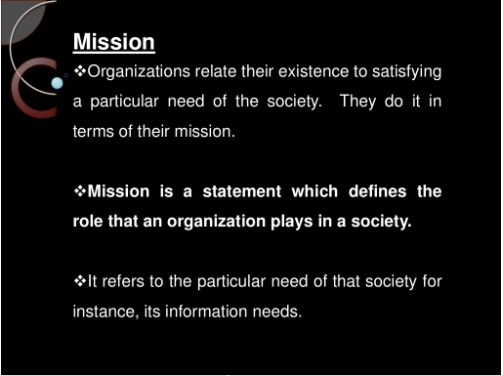 Mission
❖Organizations relate their existence to satisfying
a particular need of the society. They do it in
terms of their mission.
❖Mission is a statement which defines the
role that an organization plays in a society.
❖It refers to the particular need of that society for
instance, its information needs.